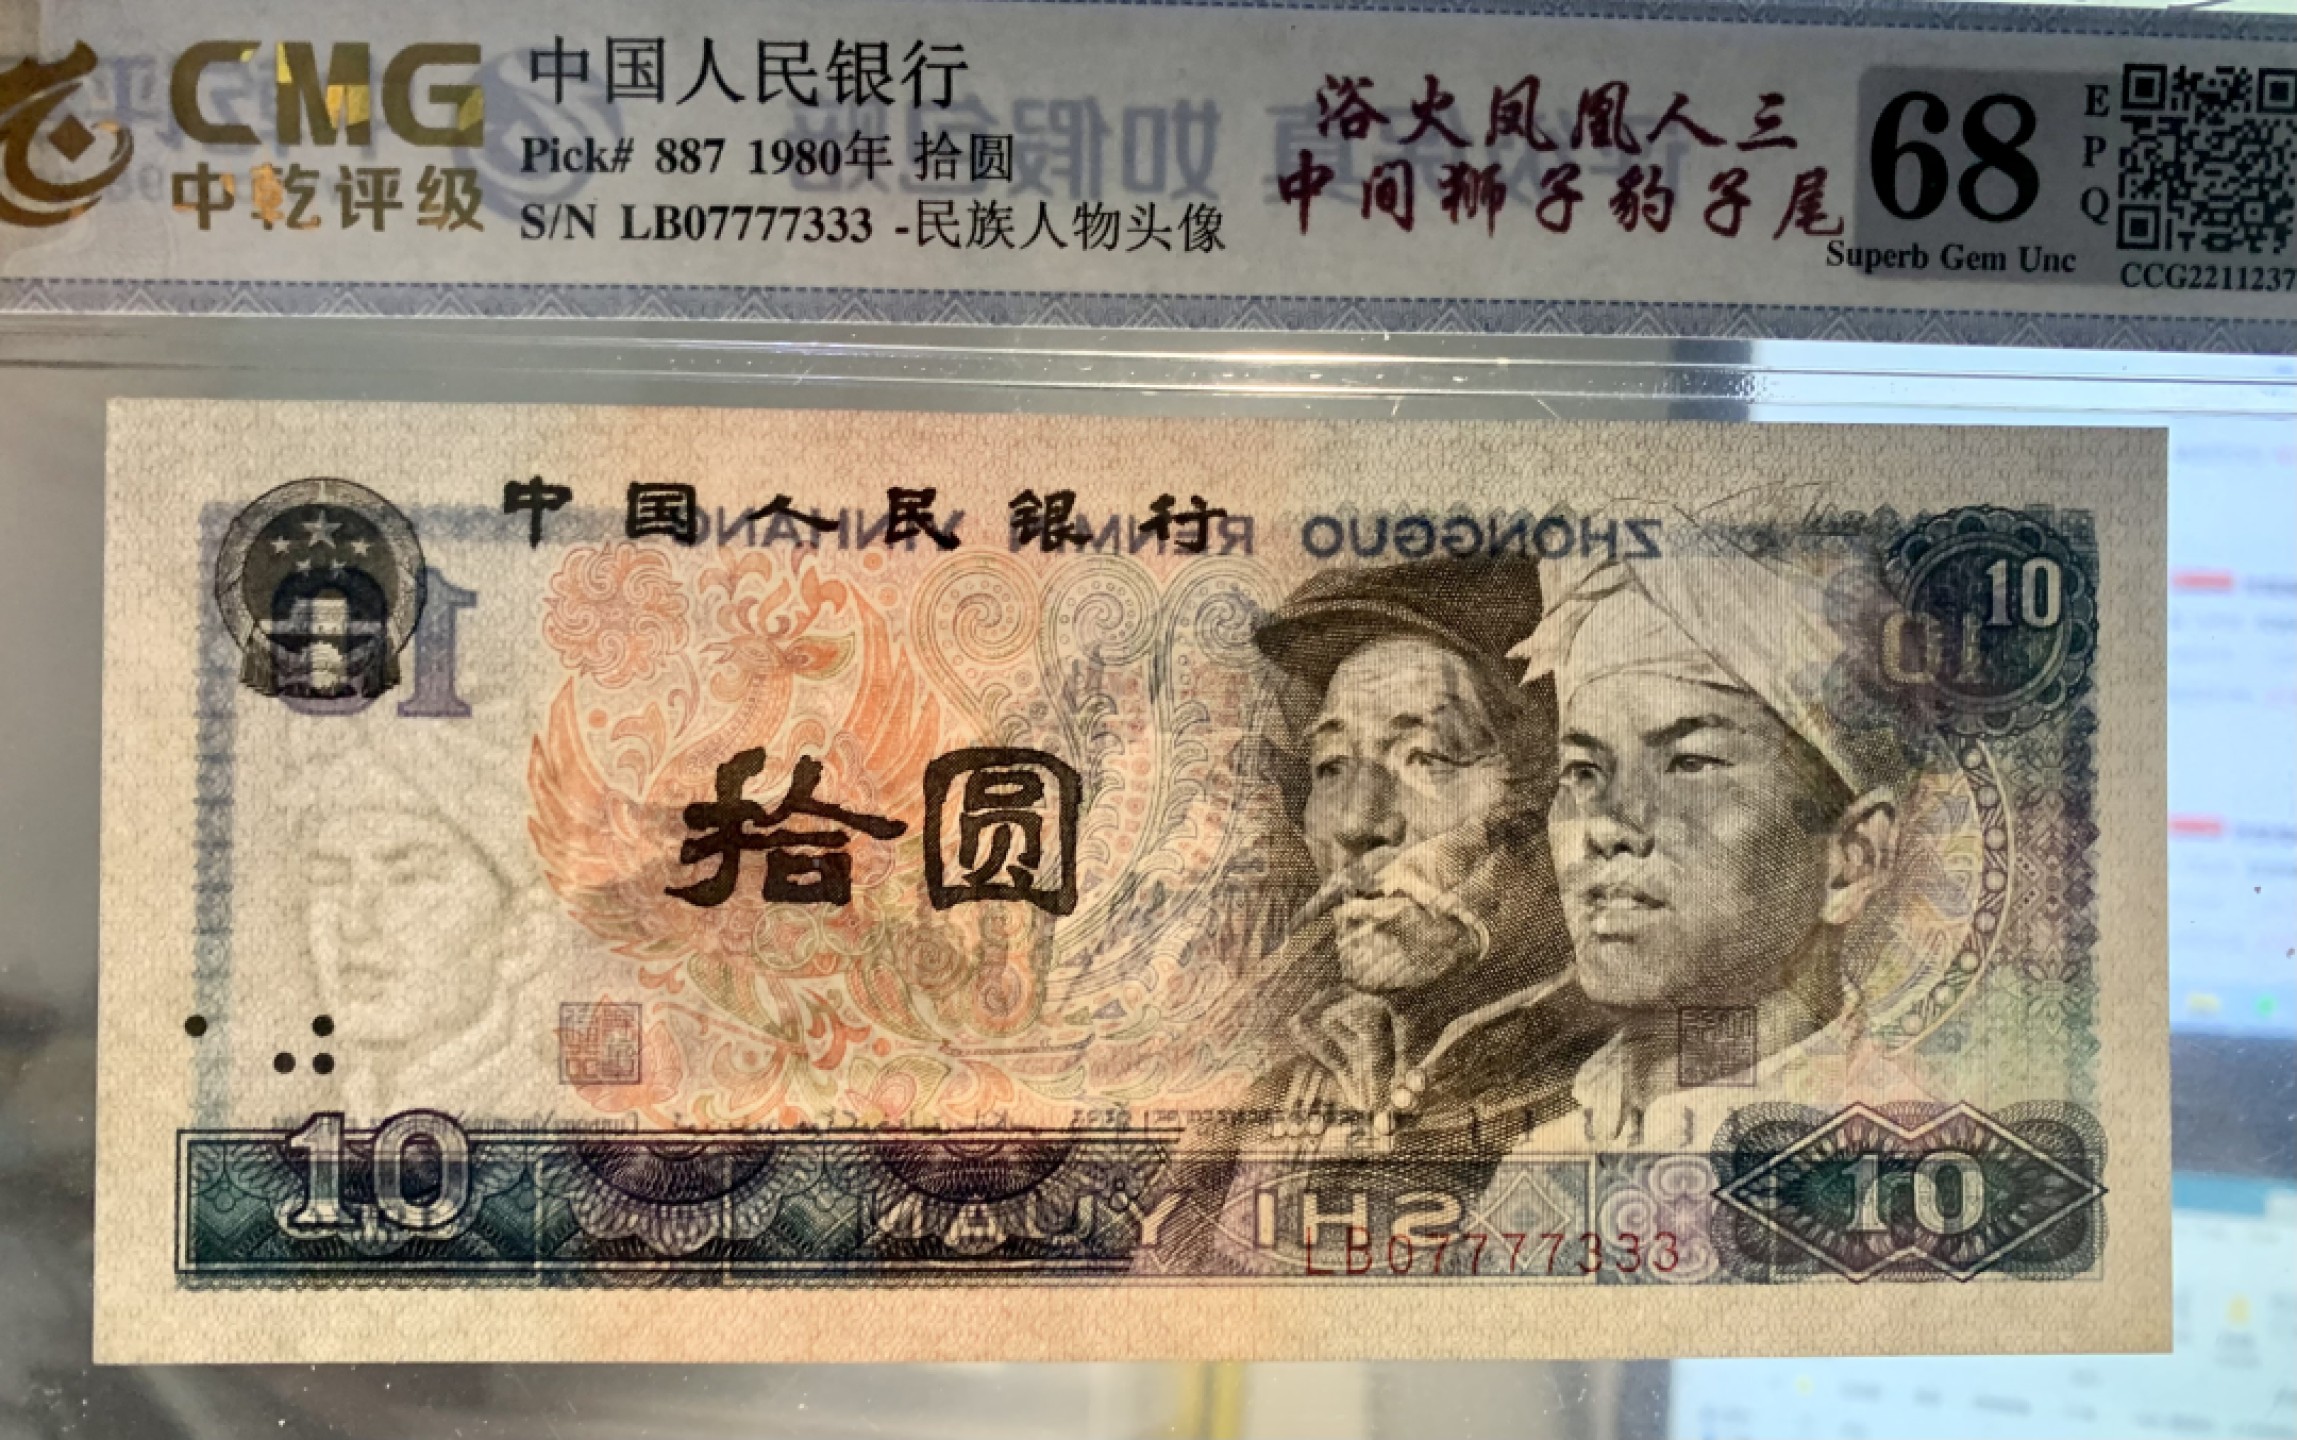 CMG
中乾评级
中国人民银行
Pick# 887 1980年 拾圆
S/N LB07777333 -民族人物头像
浴火凤凰人三
中间狮子豹子尾
68
EPQ
Superb Gem Unc
CCG2211237
中国人民银行
ZHONGGUO RENMIN YINHANG
10
拾圆
10
SHI YUAN
LB07777333
10